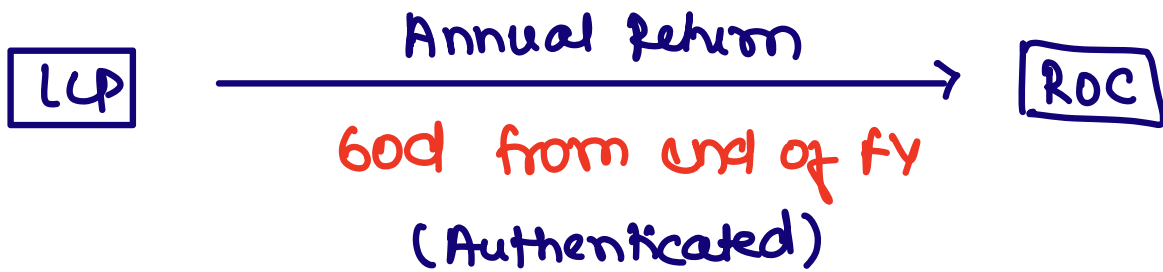 Annual Return
LLP
ROC
60d from end of FY
(Authenticated)